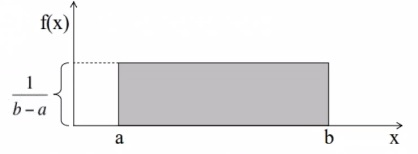 f(x)
1
b – a
a b x